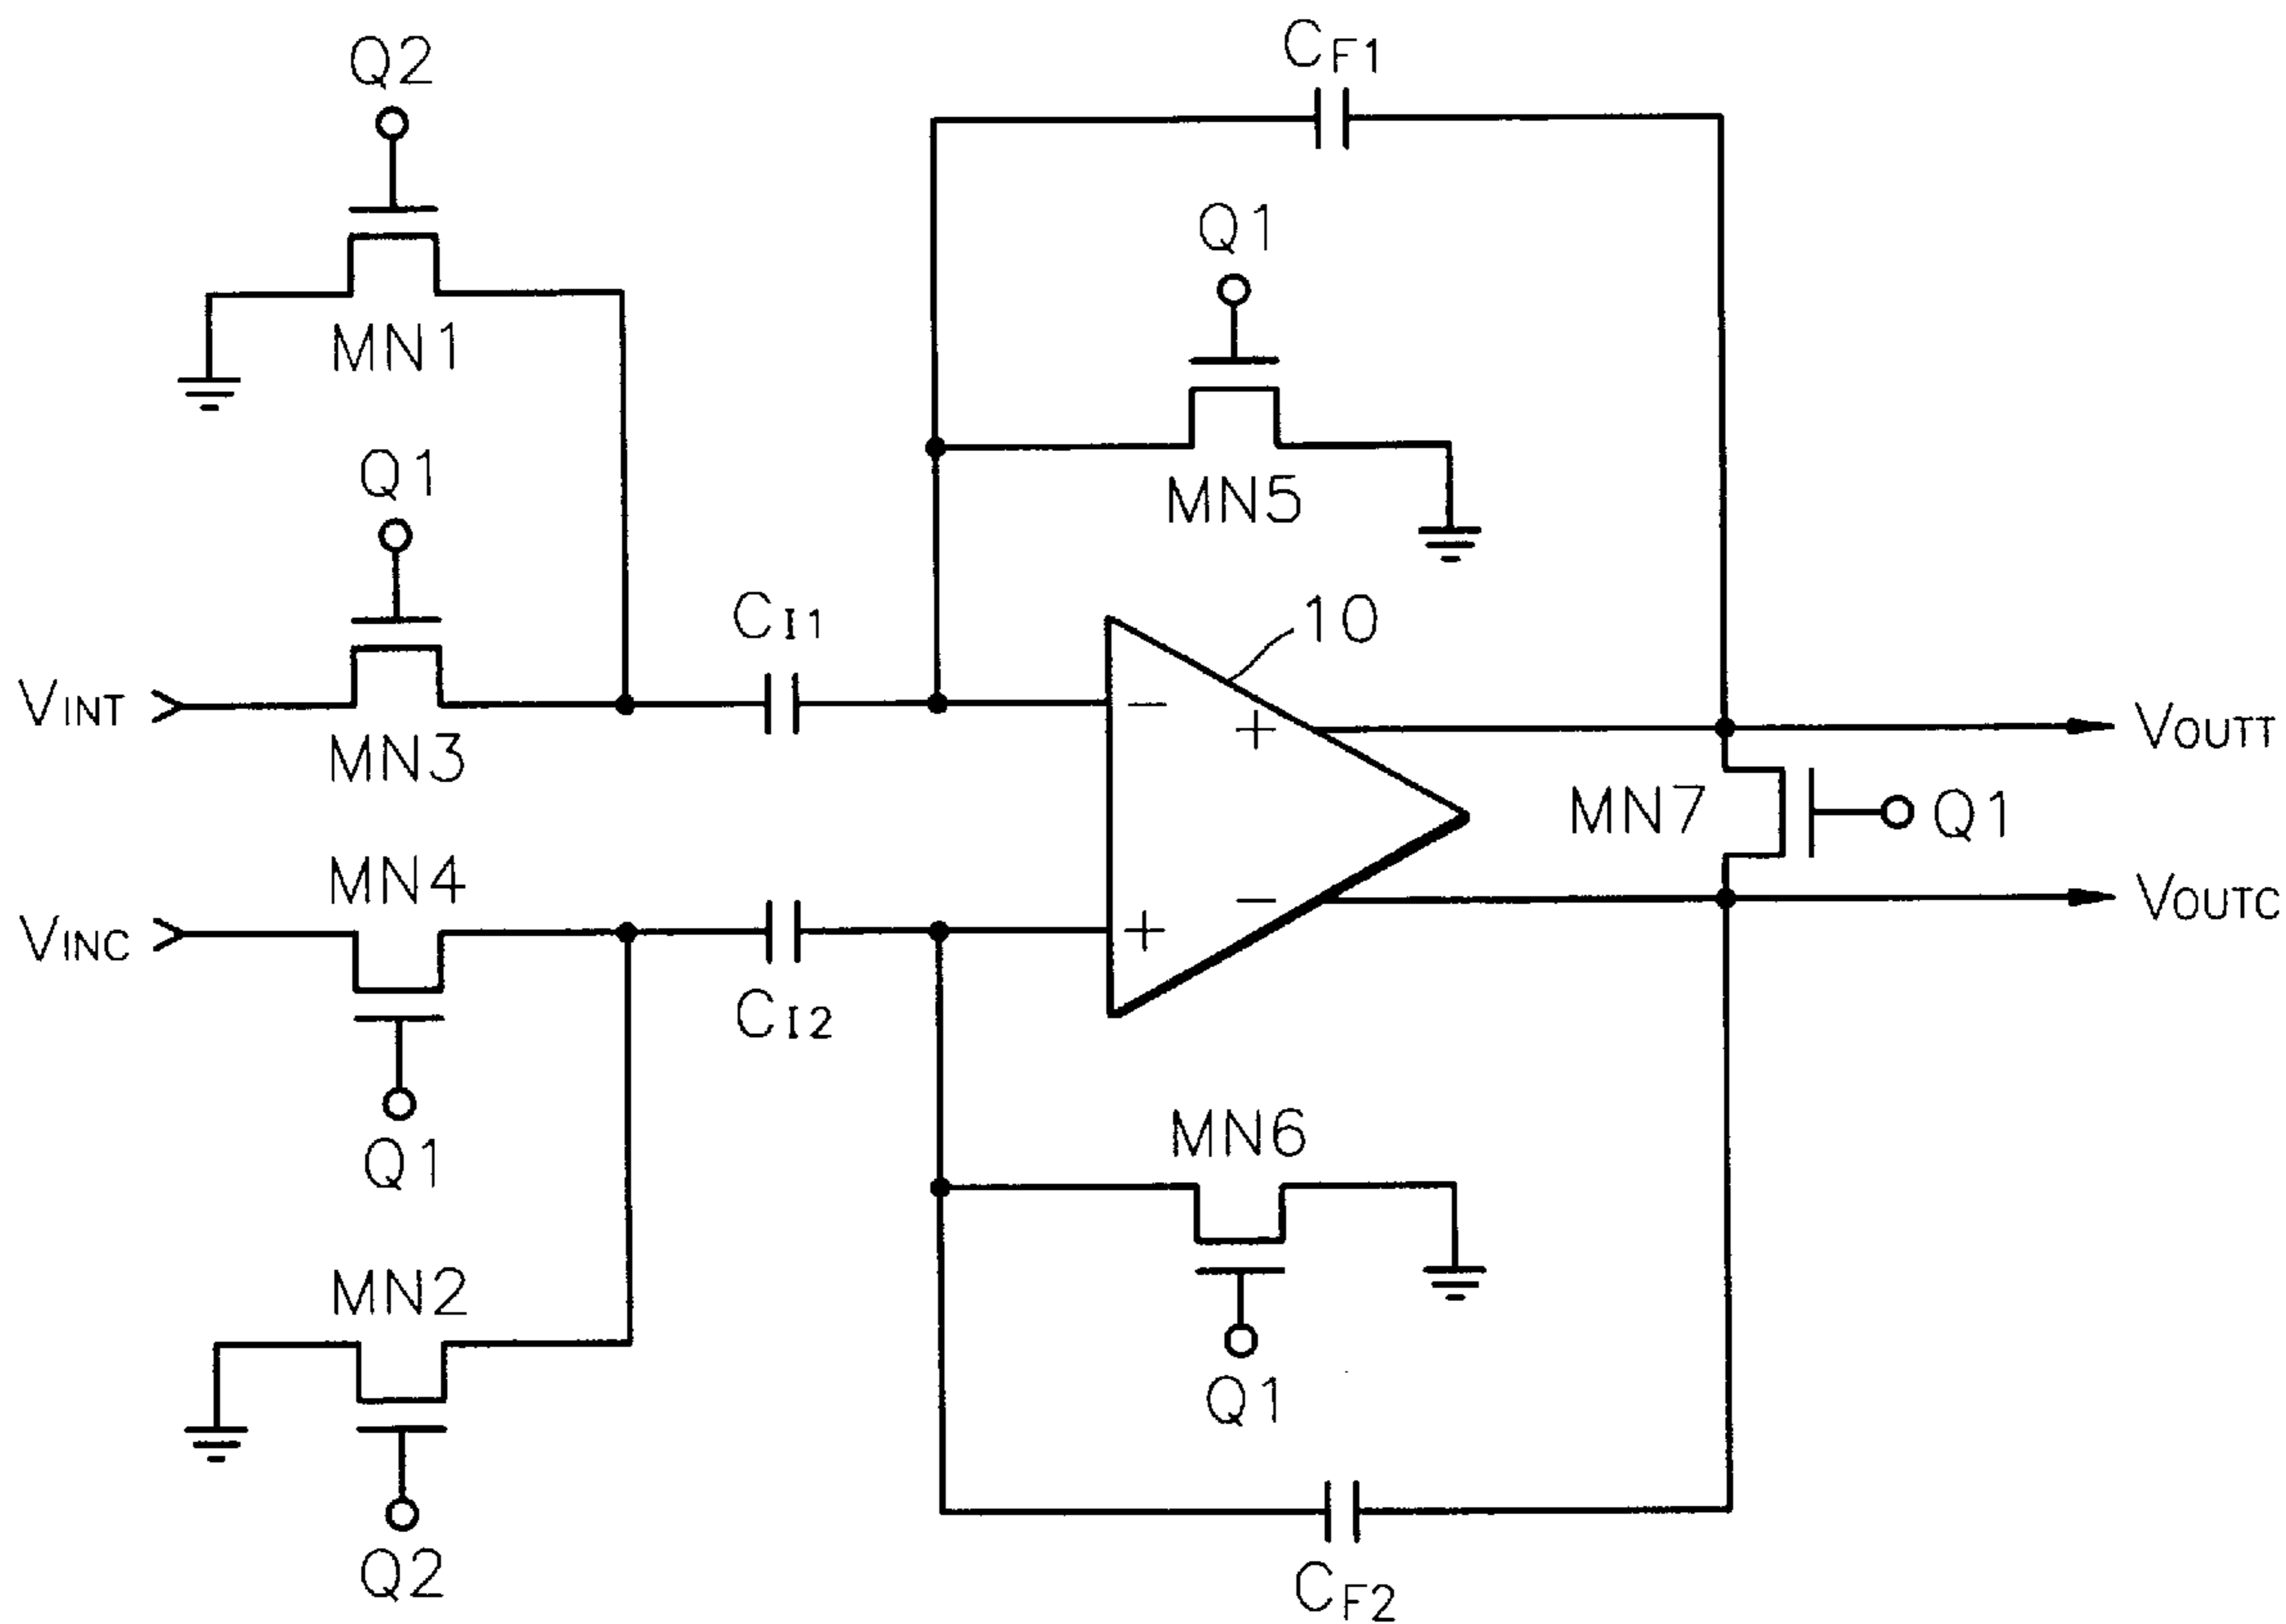 CF1
Q2
Q1
MN1
MN5
Q1
CI1
10
VINT
MN3
−
+
VOUTT
MN7
Q1
MN4
−
VOUTC
VINC
+
CI2
Q1
MN6
MN2
Q1
Q2
CF2